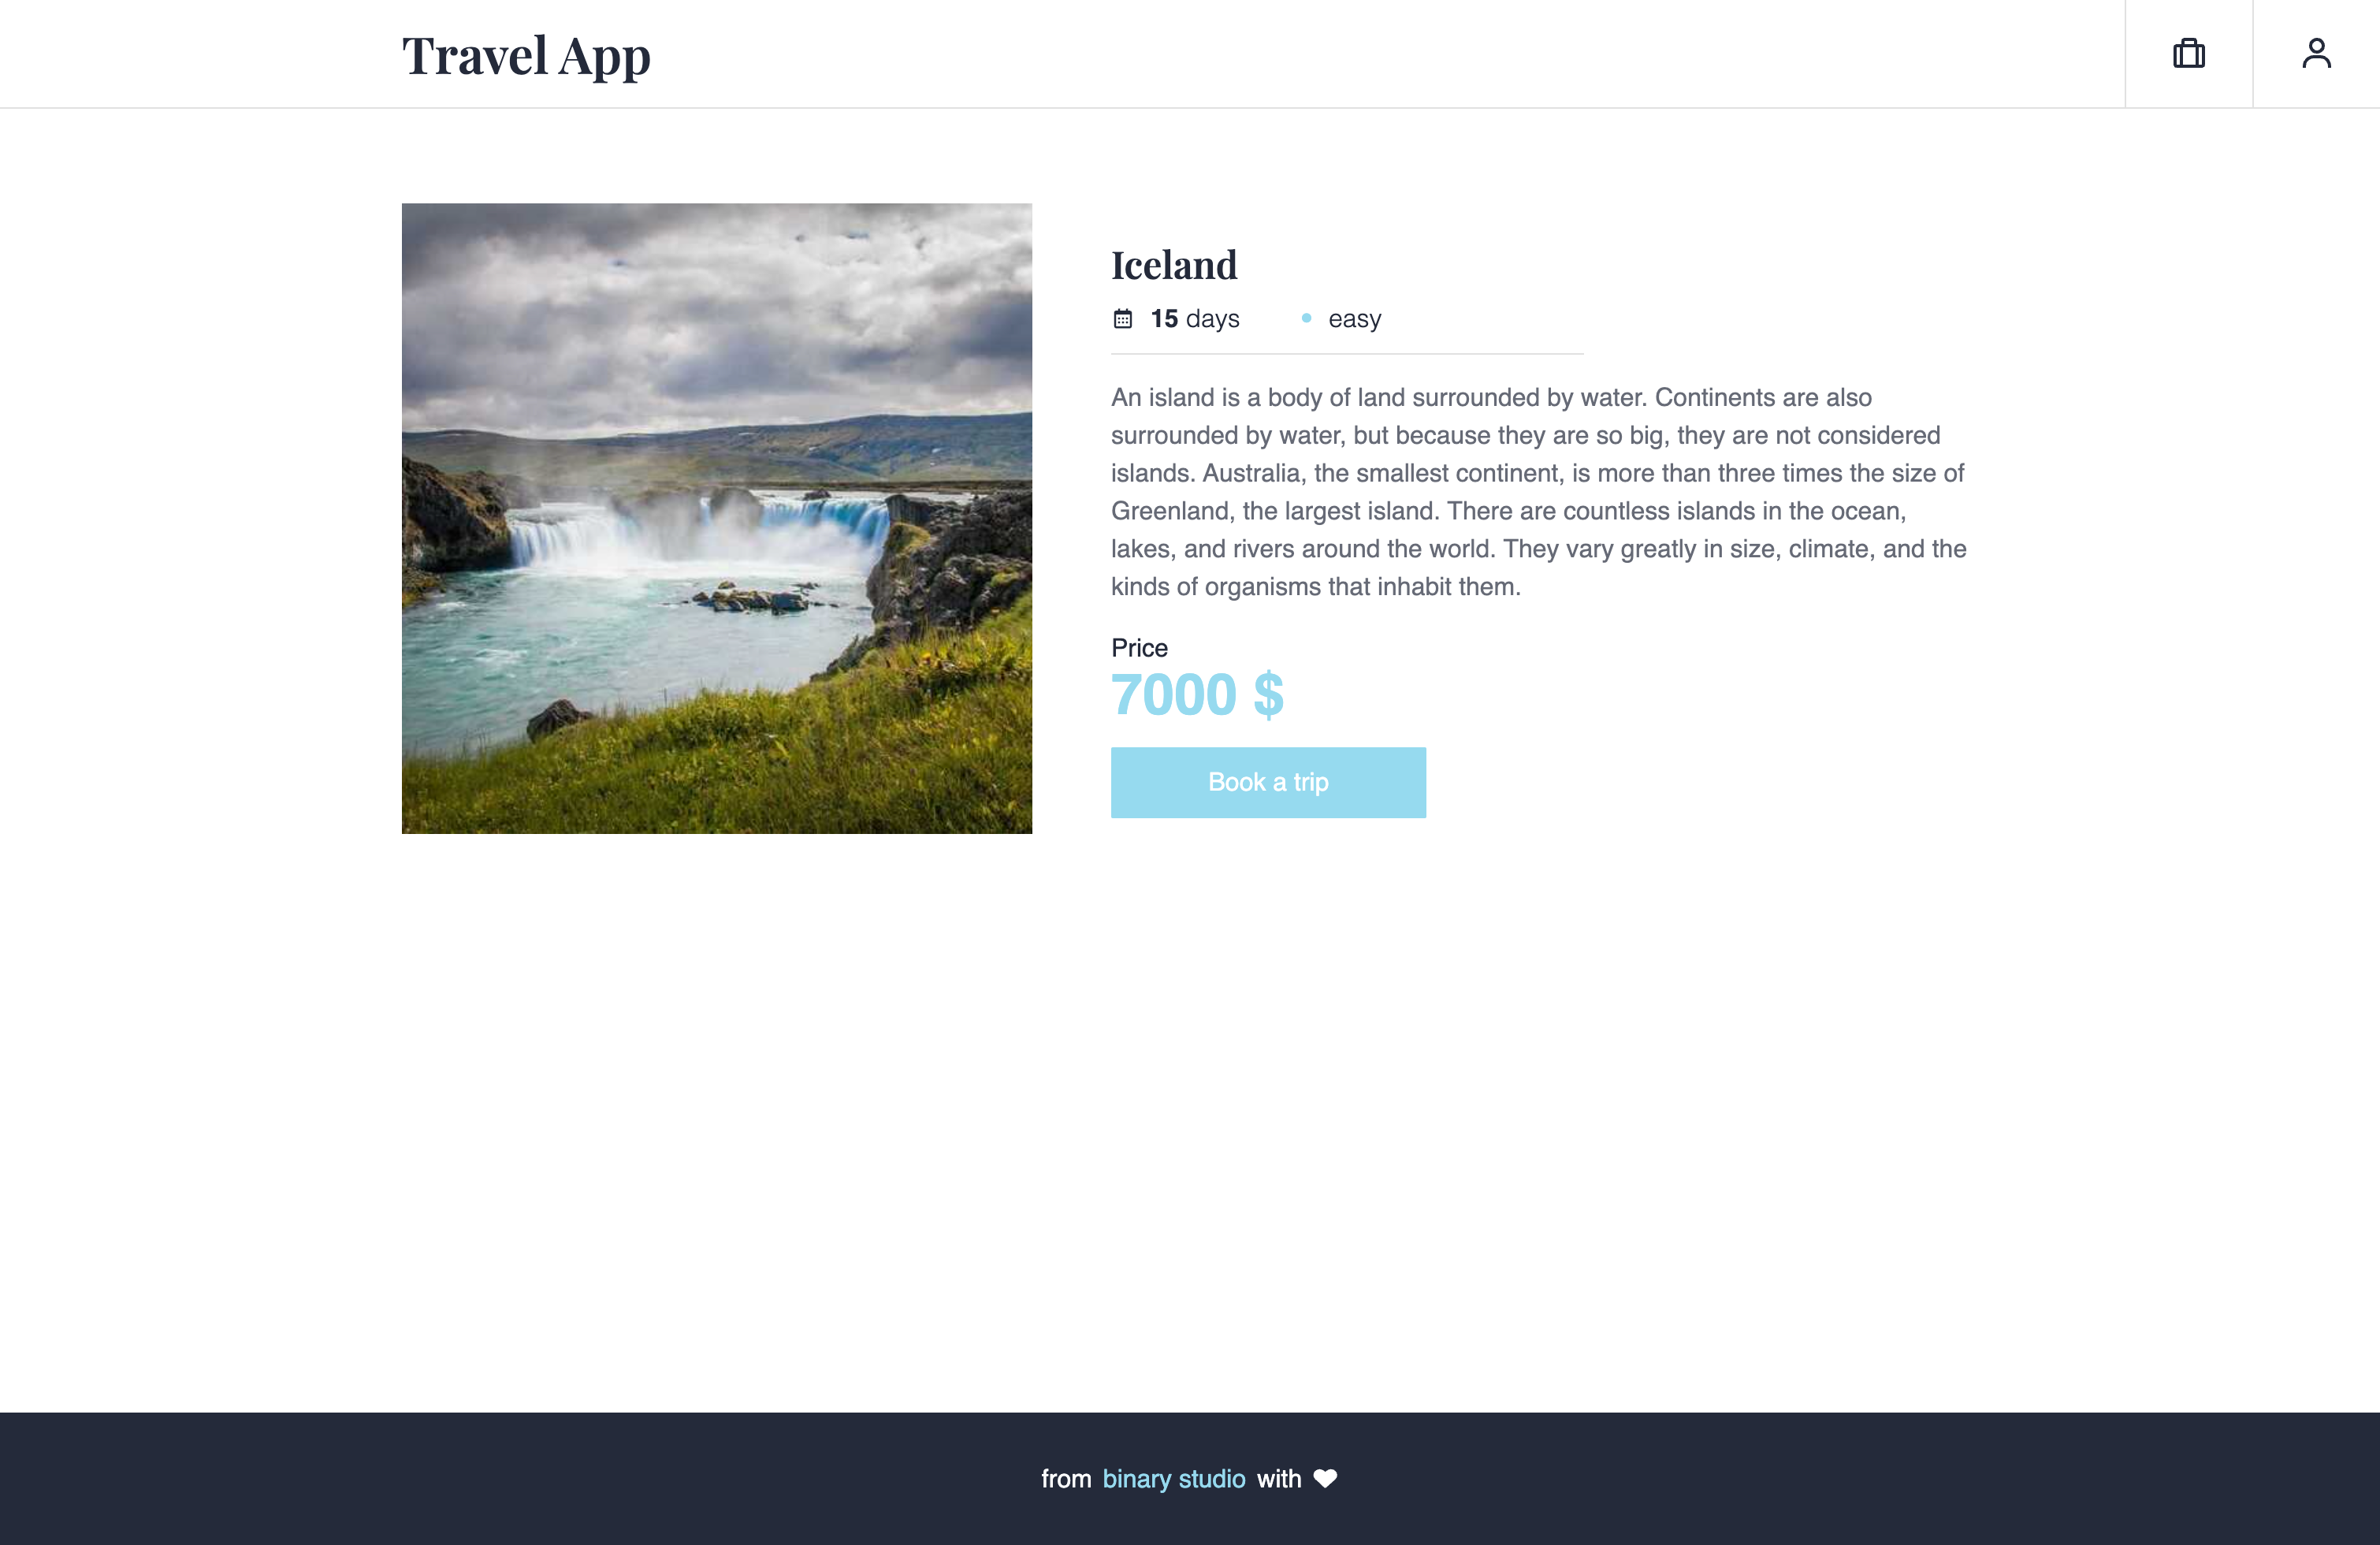 Travel App
Iceland
15 days
easy
An island is a body of land surrounded by water. Continents are also
surrounded by water, but because they are so big, they are not considered
islands. Australia, the smallest continent, is more than three times the size of
Greenland, the largest island. There are countless islands in the ocean,
lakes, and rivers around the world. They vary greatly in size, climate, and the
kinds of organisms that inhabit them.
Price
7000 $
Book a trip
from binary studio with